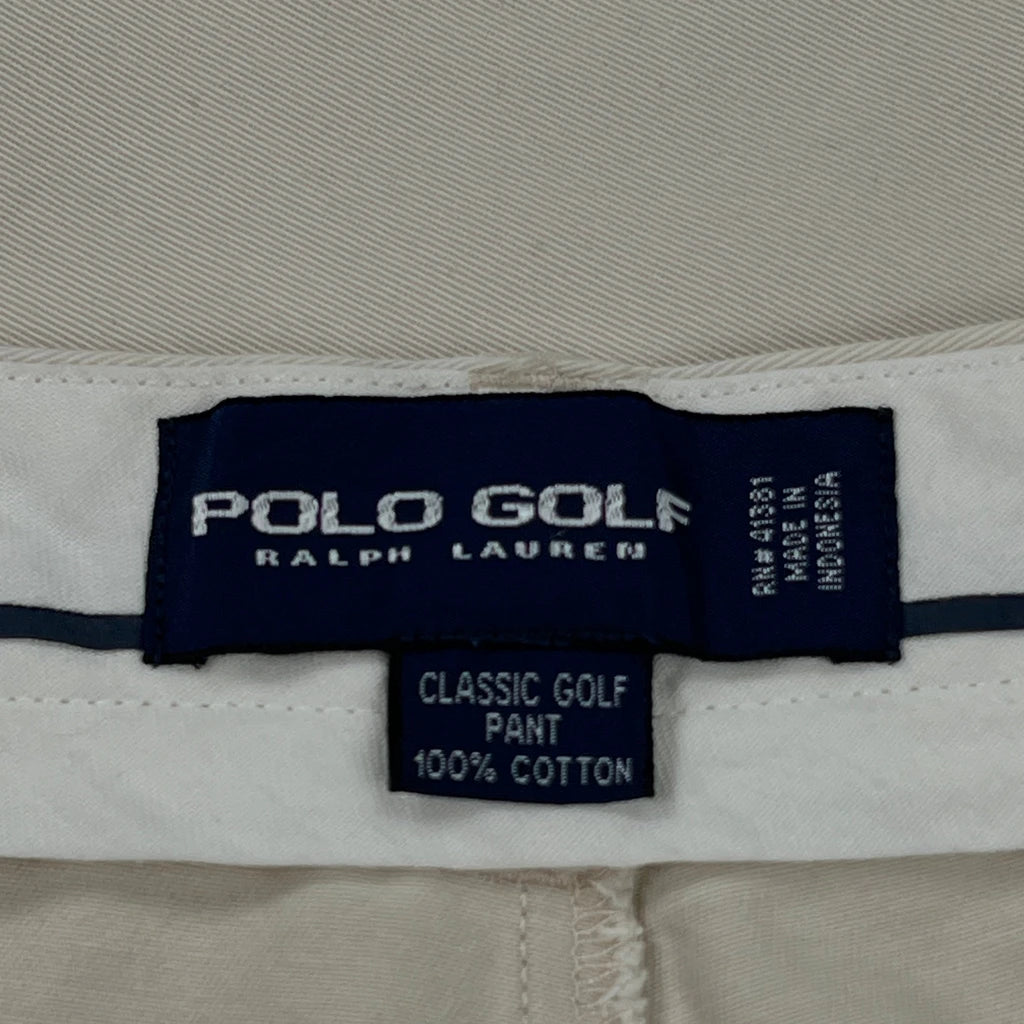 POLO GOLF
RALPH LAUREN
RN# 41381
MADE IN
INDONESIA
CLASSIC GOLF
PANT
100% COTTON